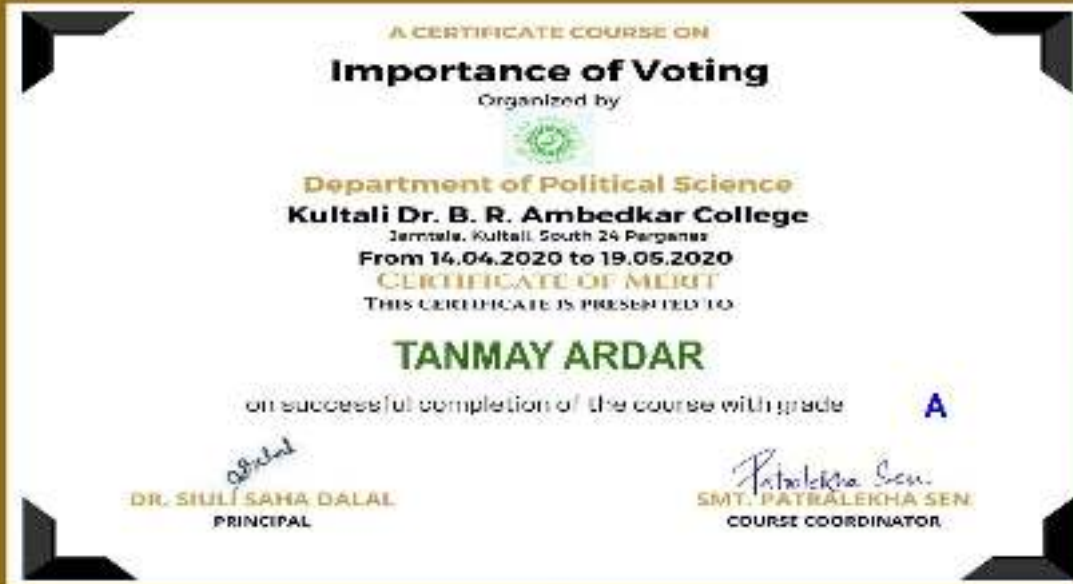 A CERTIFICATE COURSE ON
Importance of Voting
Organized by
Department of Political Science
Kultali Dr. B. R. Ambedkar College
Jamtala, Kultali, South 24 Parganas
From 14.04.2020 to 19.05.2020
CERTIFICATE OF MERIT
THIS CERTIFICATE IS PRESENTED TO
TANMAY ARDAR
on successful completion of the course with grade A
Patralekha Sen.
DR. SIULI SAHA DALAL
SMT. PATRALEKHA SEN
PRINCIPAL
COURSE COORDINATOR